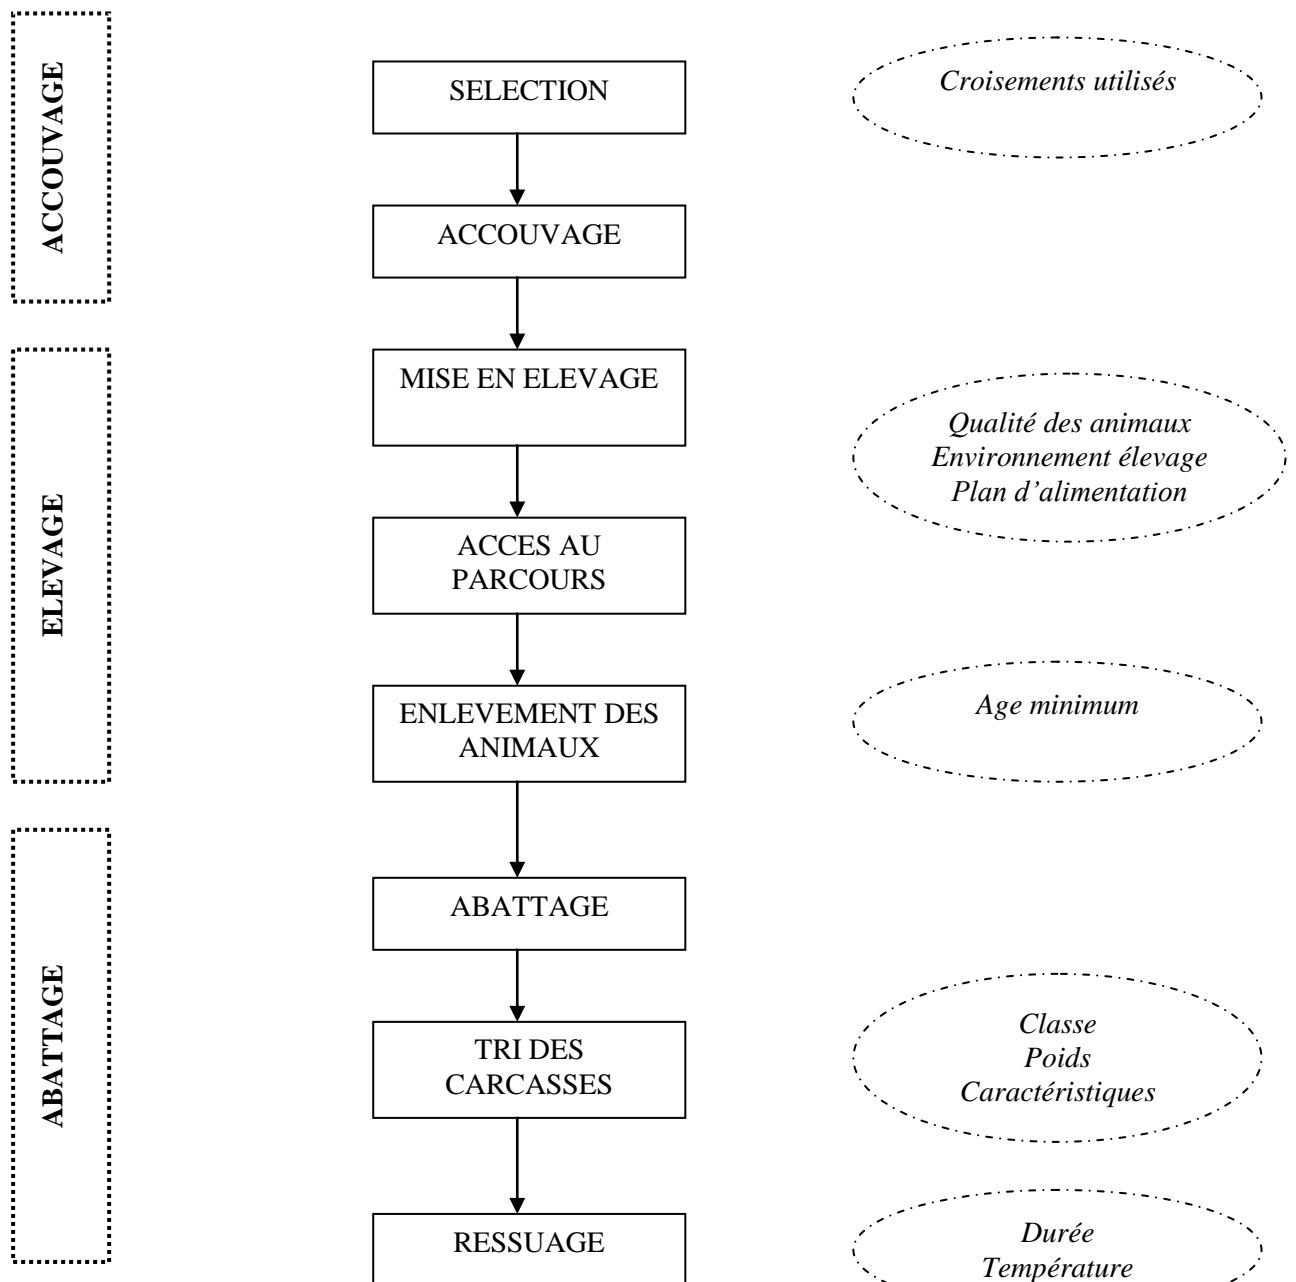 ACCOUVAGE
SELECTION
Croisements utilisés
ACCOUVAGE
ELEVAGE
MISE EN ELEVAGE
Qualité des animaux
Environnement élevage
Plan d’alimentation
ACCES AU
PARCOURS
ENLEVEMENT DES
ANIMAUX
Age minimum
ABATTAGE
ABATTAGE
TRI DES
CARCASSES
Classe
Poids
Caractéristiques
RESSUAGE
Durée
Température